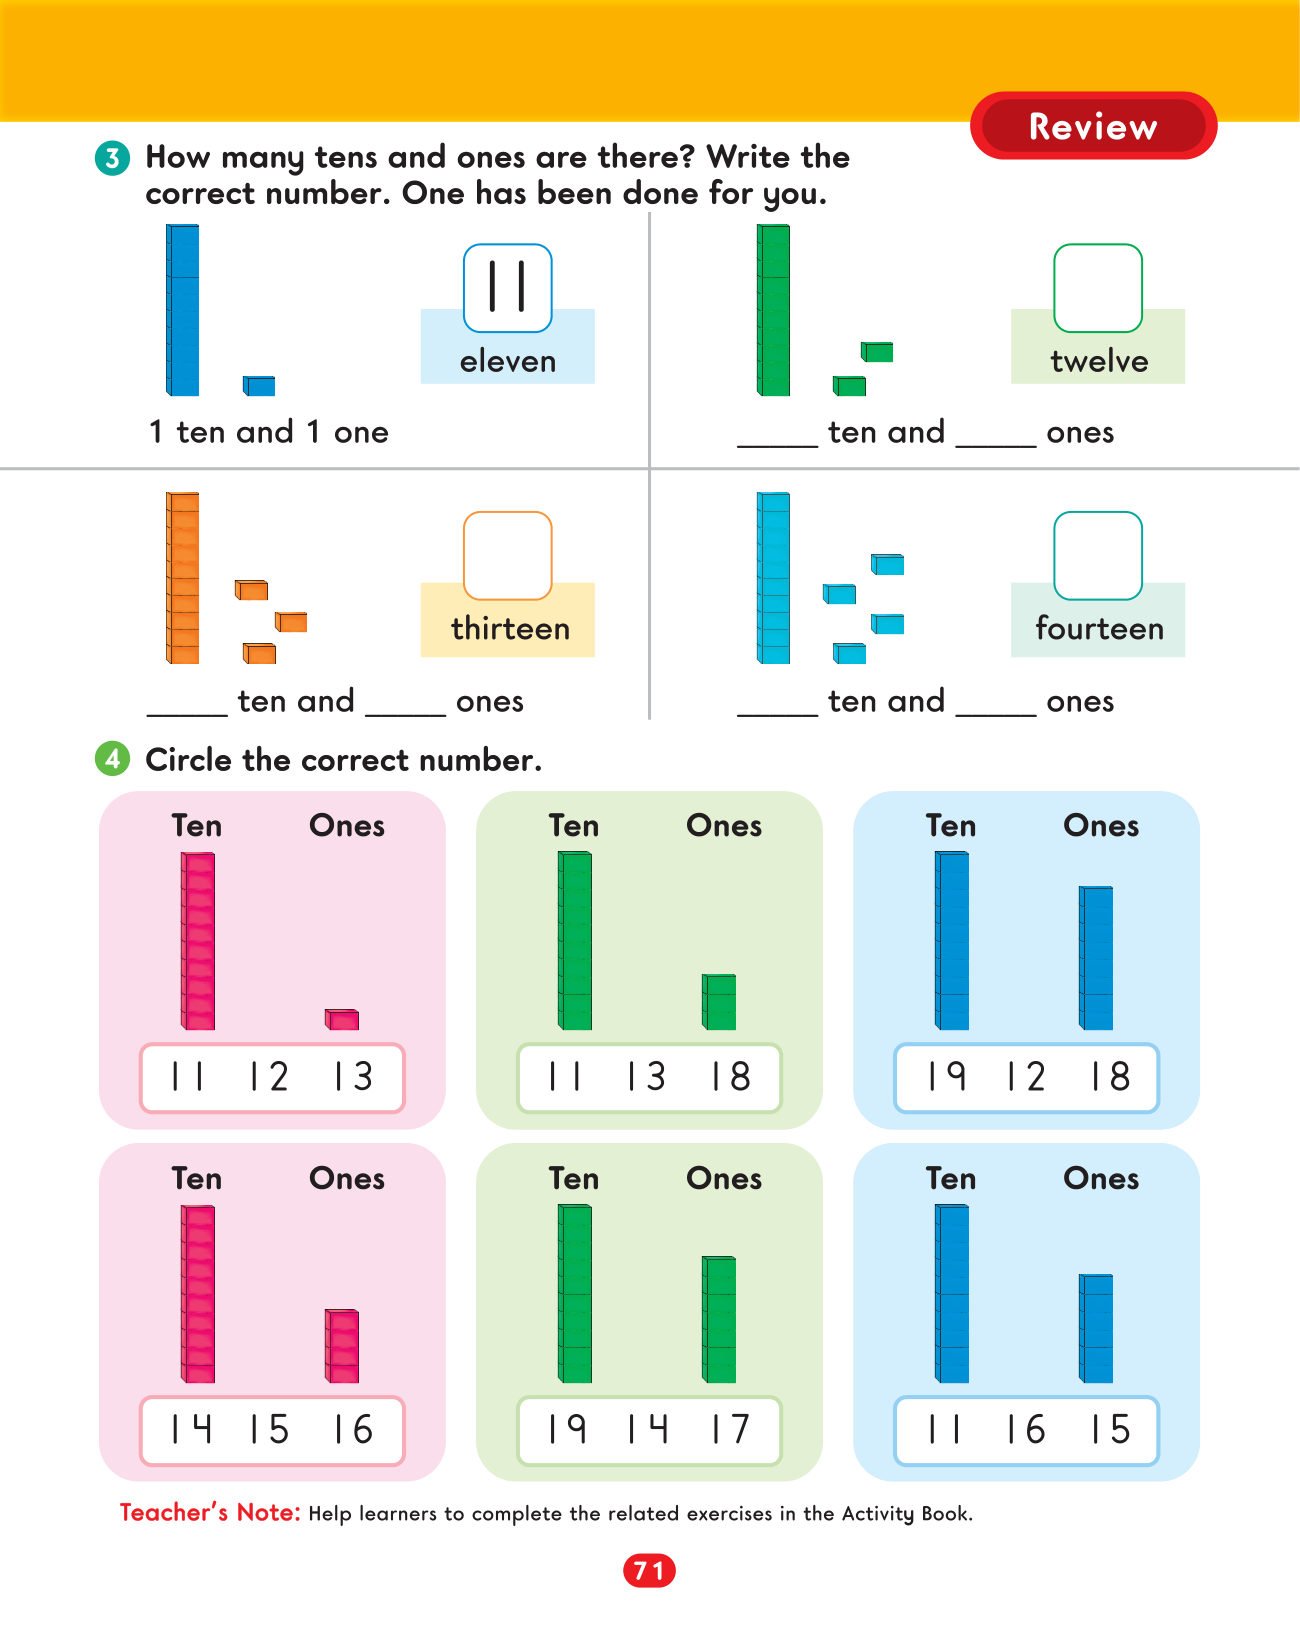 Review
3 How many tens and ones are there? Write the
correct number. One has been done for you.
11
eleven
1 ten and 1 one
twelve
_____ ten and _____ ones
thirteen
_____ ten and _____ ones
fourteen
_____ ten and _____ ones
4 Circle the correct number.
Ten Ones
11 12 13
Ten Ones
11 13 18
Ten Ones
19 12 18
Ten Ones
14 15 16
Ten Ones
19 14 17
Ten Ones
11 16 15
Teacher's Note: Help learners to complete the related exercises in the Activity Book.
71